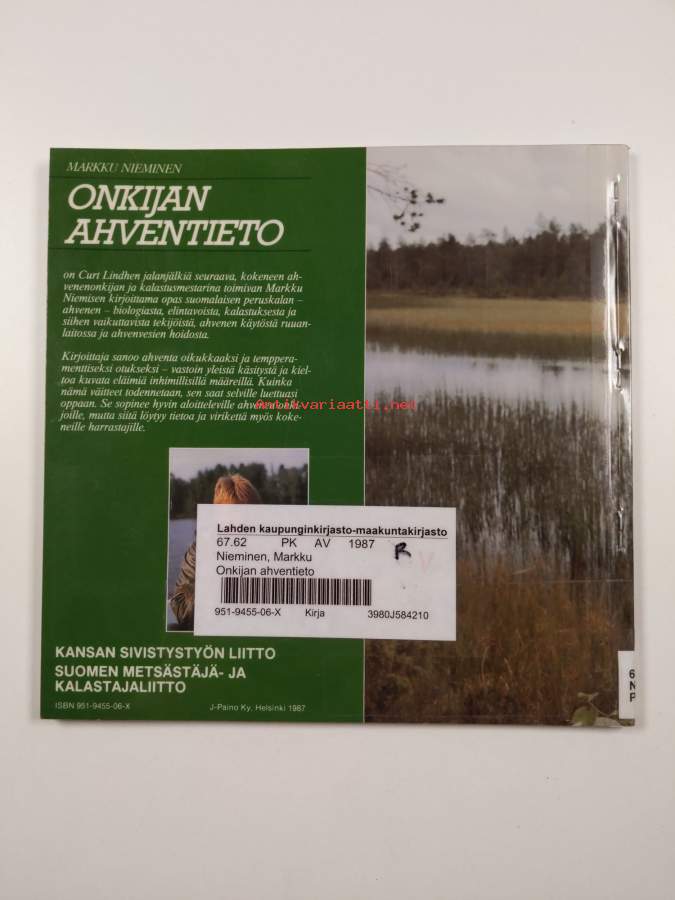 MARKKU NIEMINEN
ONKIJAN
AHVENTIETO
on Curt Lindhen jalanjälkiä seuraava, kokeneen ah-
venenonkijan ja kalastusmestarina toimivan Markku
Niemisen kirjoittama opas suomalaisen peruskalan –
ahvenen – biologiasta, elintavoista, kalastuksesta ja
siihen vaikuttavista tekijöistä, ahvenen käytöstä ruuan-
laitossa ja ahvenvesien hoidosta.
Kirjoittaja sanoo ahventa oikukkaaksi ja tempera-
menttiseksi otukseksi – vastoin yleistä käsitystä ja kiel-
toa kuvata eläimiä inhimillisillä määreillä. Kuinka
nämä väitteet todennetaan, sen saat selville luettuasi
oppaan. Se sopinee hyvin aloitteleville ahvenen onki-
joille, mutta siitä löytyy tietoa ja virikettä myös koke-
neille harrastajille.
Antikvariaatti.net
Lahden kaupunginkirjasto-maakuntakirjasto
67.62 PK AV 1987 R
Nieminen, Markku
Onkijan ahventieto
951-9455-06-X Kirja 3980J584210
KANSAN SIVISTYSTYÖN LIITTO
SUOMEN METSÄSTÄJÄ- JA
KALASTAJALIITTO
ISBN 951-9455-06-X J-Paino Ky, Helsinki 1987
6
N
P